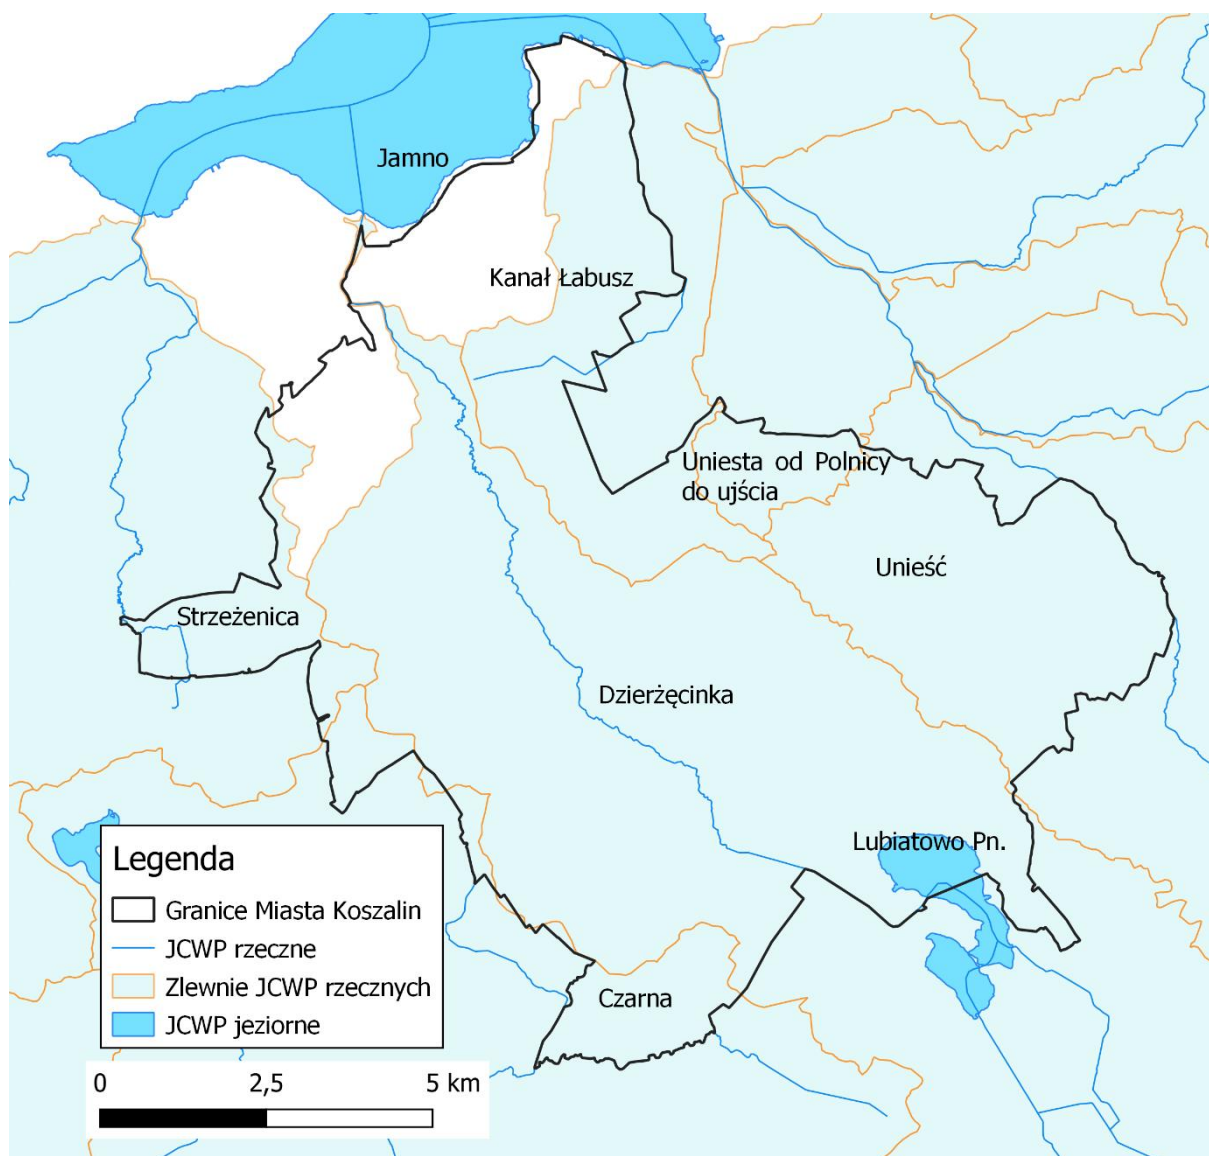 Jamno
Kanał Łabusz
Uniesta od Polnicy
do ujścia
Unieść
Strzeżenica
Dzierżęcinka
Lubiatowo Pn.
Czarna
Legenda
Granice Miasta Koszalin
JCWP rzeczne
Zlewnie JCWP rzecznych
JCWP jeziorne
0 2,5 5 km